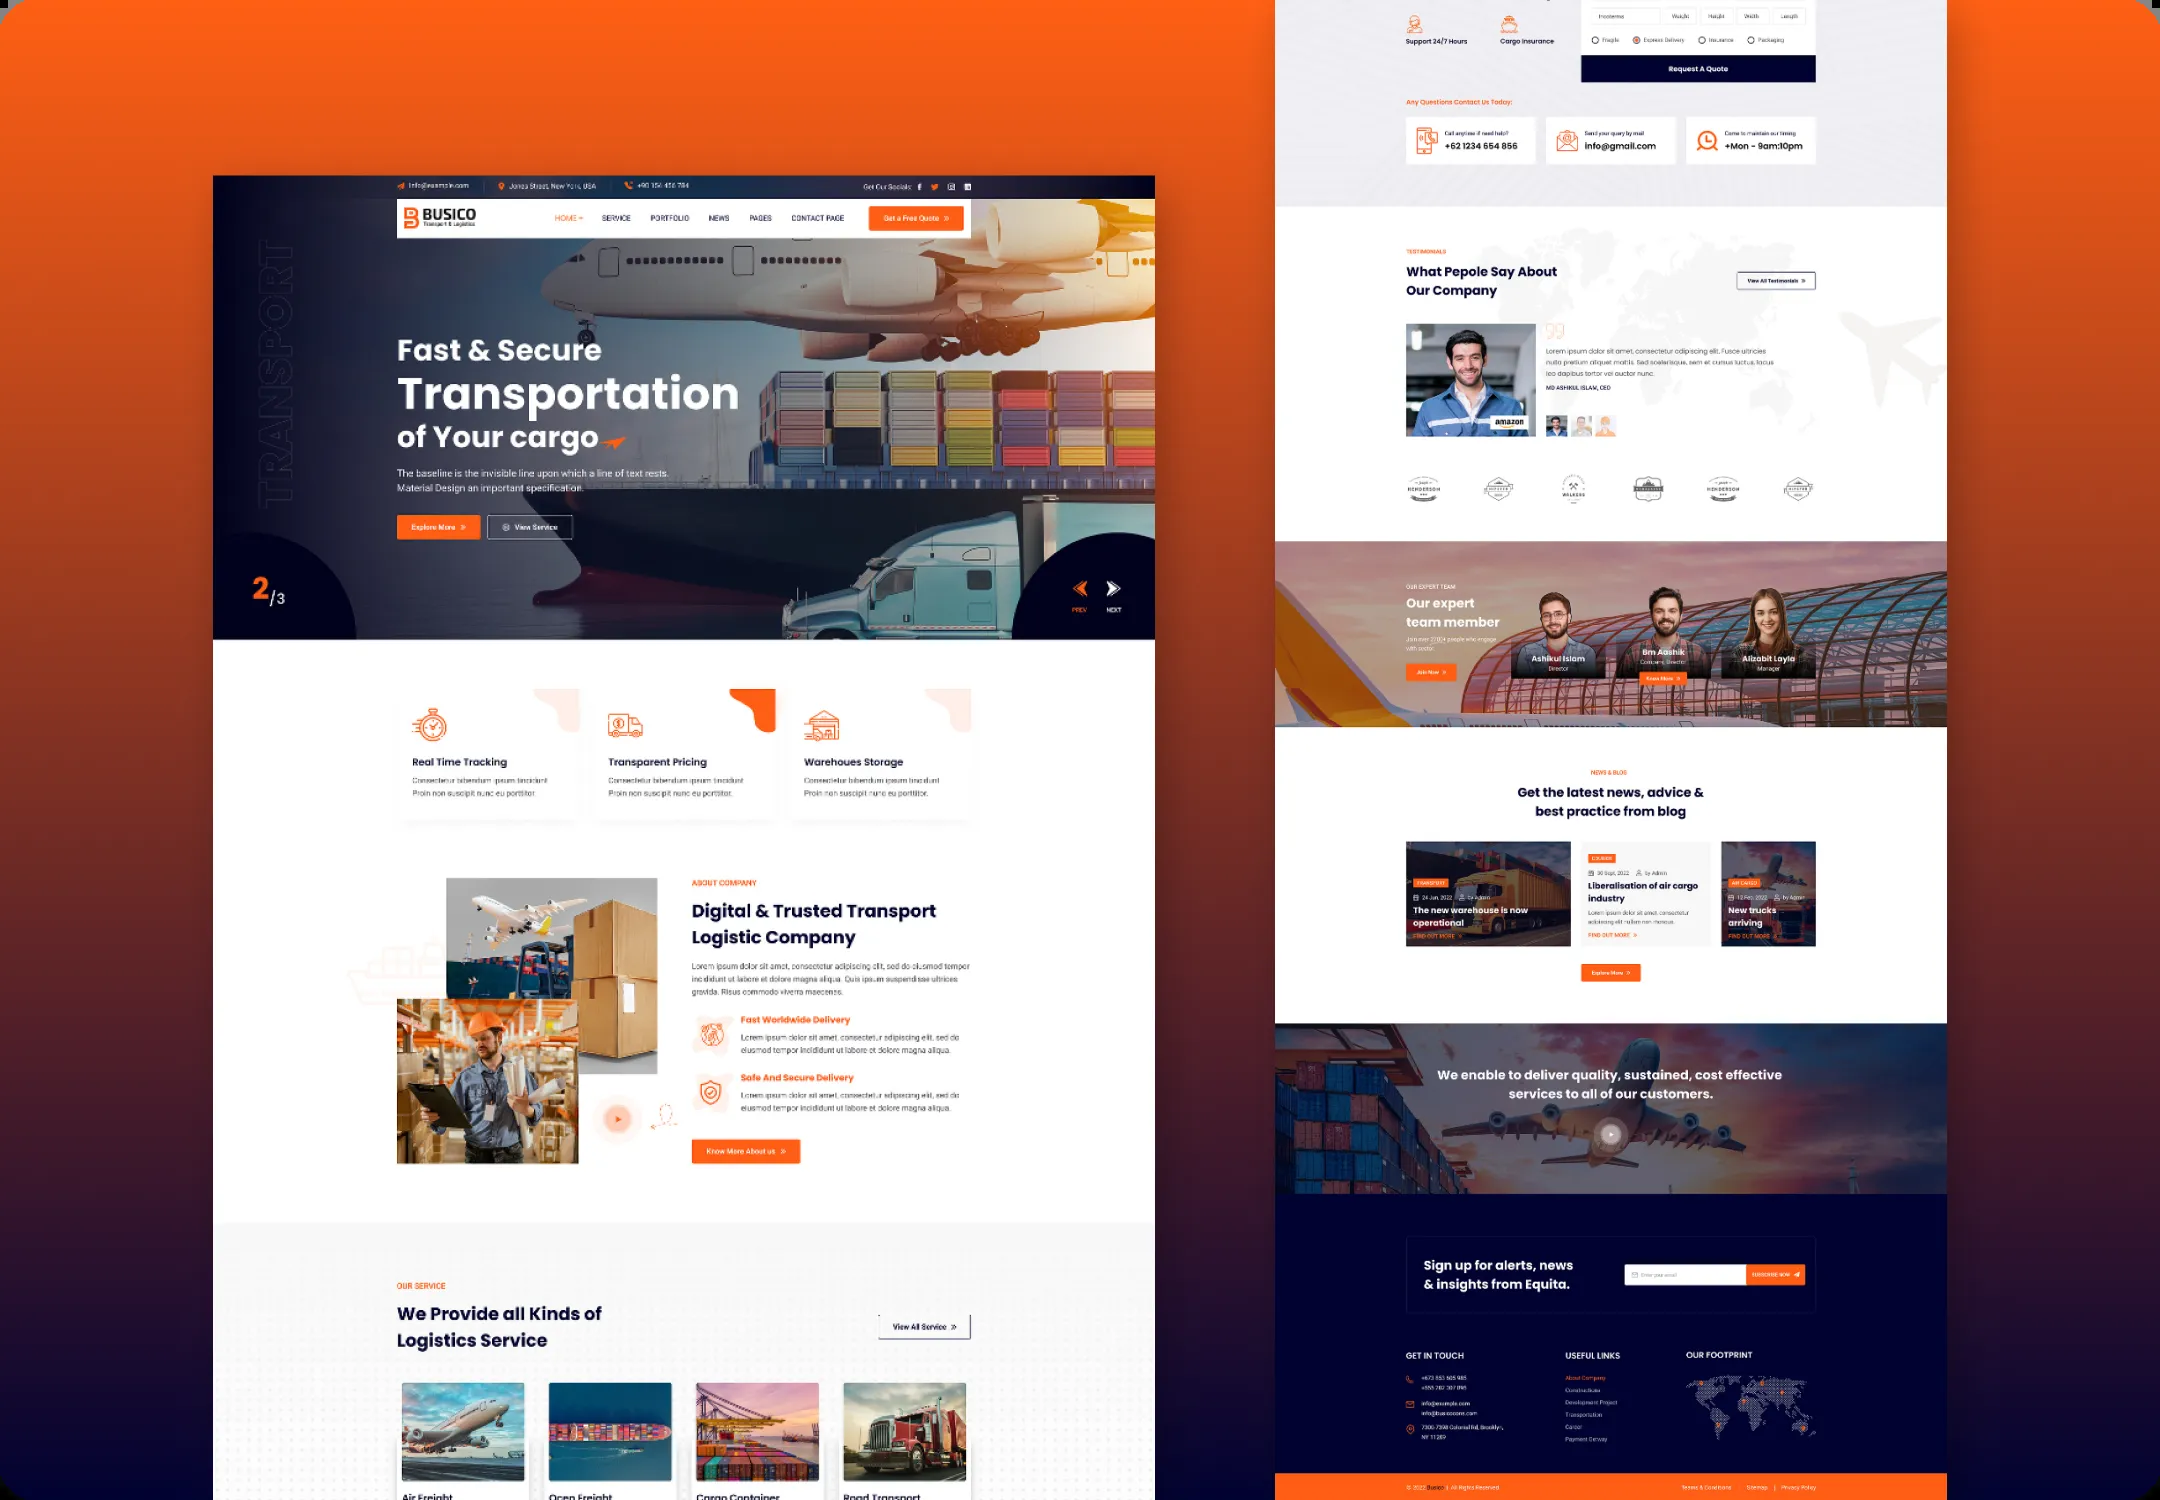 info@example.com
Jones Street, New York, USA
+90 156 456 784
Get Our Socials:
BUSICO
Transport & Logistics
HOME
SERVICE
PORTFOLIO
NEWS
PAGES
CONTACT PAGE
Get a Free Quote
TRANSPORT
Fast & Secure
Transportation
of Your cargo
The baseline is the invisible line upon which a line of text rests.
Material Design an important specification.
Explore More
View Service
2/3
PREV
NEXT
Real Time Tracking
Consectetur bibendum ipsum tincidunt
Proin non suscipit nunc eu porttitor.
Transparent Pricing
Consectetur bibendum ipsum tincidunt
Proin non suscipit nunc eu porttitor.
Warehoues Storage
Consectetur bibendum ipsum tincidunt
Proin non suscipit nunc eu porttitor.
ABOUT COMPANY
Digital & Trusted Transport
Logistic Company
Lorem ipsum dolor sit amet, consectetur adipiscing elit, sed do eiusmod tempor
incididunt ut labore et dolore magna aliqua. Quis ipsum suspendisse ultrices
gravida. Risus commodo viverra maecenas.
Fast Worldwide Delivery
Lorem ipsum dolor sit amet, consectetur adipiscing elit, sed do
eiusmod tempor incididunt ut labore et dolore magna aliqua.
Safe And Secure Delivery
Lorem ipsum dolor sit amet, consectetur adipiscing elit, sed do
eiusmod tempor incididunt ut labore et dolore magna aliqua.
Know More About us
OUR SERVICE
We Provide all Kinds of
Logistics Service
View All Service
Air Freight
Ocen Freight
Cargo Container
Road Transport
Support 24/7 Hours
Cargo Insurance
Incoterms
Weight
Height
Width
Length
Fragile
Express Delivery
Insurance
Packaging
Request A Quote
Any Questions Contact Us Today:
Call anytime if need help?
+62 1234 654 856
Send your query by mail
info@gmail.com
Come to maintain our timing
+Mon - 9am:10pm
TESTIMONIALS
What Pepole Say About
Our Company
View All Testimonials
Lorem ipsum dolor sit amet, consectetur adipiscing elit. Fusce ultricies
nulla pretium aliquet mattis. Sed scelerisque, sem et cursus luctus, lacus
leo dapibus tortor vel auctor nunc.
MD ASHIKUL ISLAM, CEO
amazon
HENDERSON
WALKERS
HENDERSON
OUR EXPERT TEAM
Our expert
team member
Join over 2700+ people who engage
Join Now
Ashikul Islam
Director
Bm Aashik
Company Director
Know More
Alizabit Layla
Manager
NEWS & BLOG
Get the latest news, advice &
best practice from blog
TRANSPORT
24 Jun, 2022
by Admin
The new warehouse is now
operational
FIND OUT MORE
COURIER
30 Sept, 2022
by Admin
Liberalisation of air cargo
industry
Lorem ipsum dolor sit amet, consectetur
adipiscing elit nullam non rhoncus.
FIND OUT MORE
AIR CARGO
12 Feb, 2022
by Admin
New trucks
arriving
FIND OUT MORE
Explore More
We enable to deliver quality, sustained, cost effective
services to all of our customers.
Sign up for alerts, news
& insights from Equita.
Enter your email
SUBSCRIBE NOW
GET IN TOUCH
+673 853 605 985
+555 787 307 895
info@example.com
info@busicocare.com
7300-7398 Colonial Rd, Brooklyn,
NY 11209
USEFUL LINKS
About Company
Constructions
Development Project
Transportation
Career
Payment Getway
OUR FOOTPRINT
© 2022 Busico | All Rights Reserved
Terms & Conditions
Sitemap | Privacy Policy